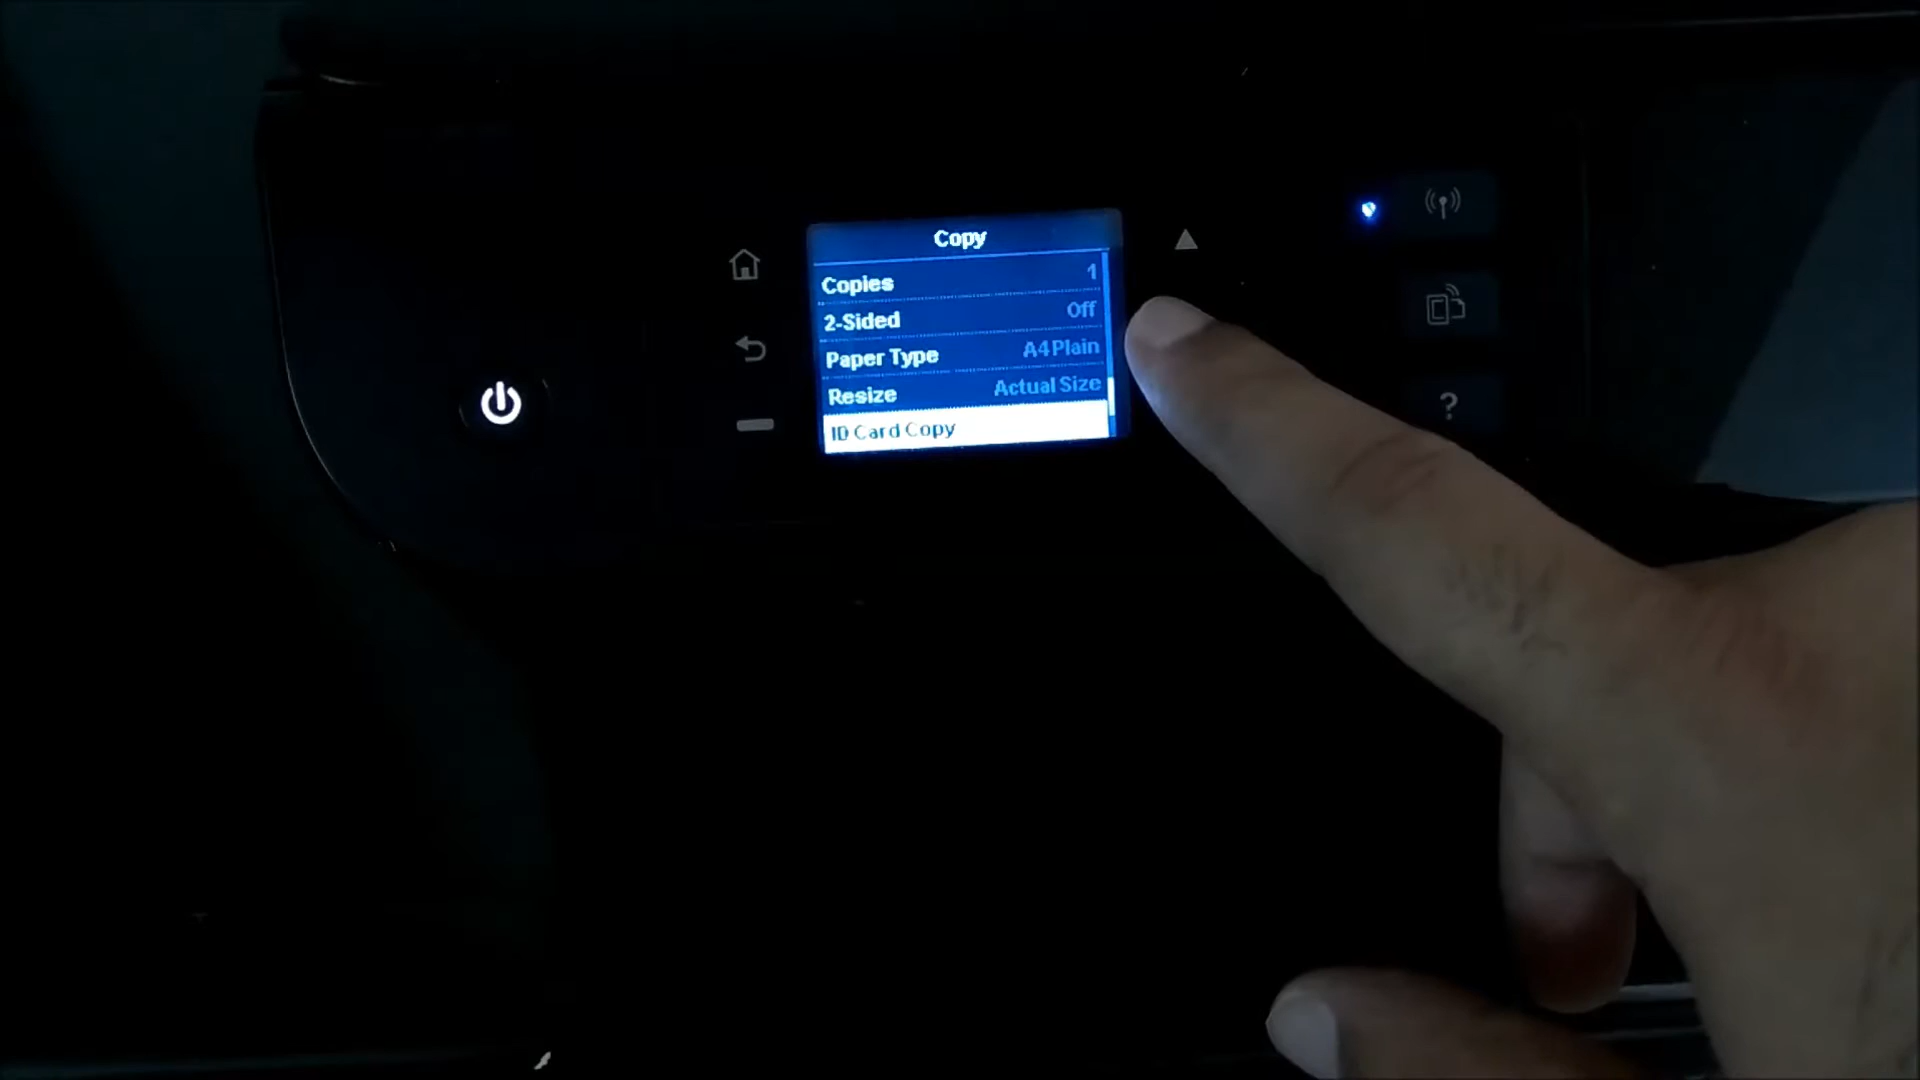 Copy
Copies 1
2-Sided Off
Paper Type A4 Plain
Resize Actual Size
ID Card Copy
?